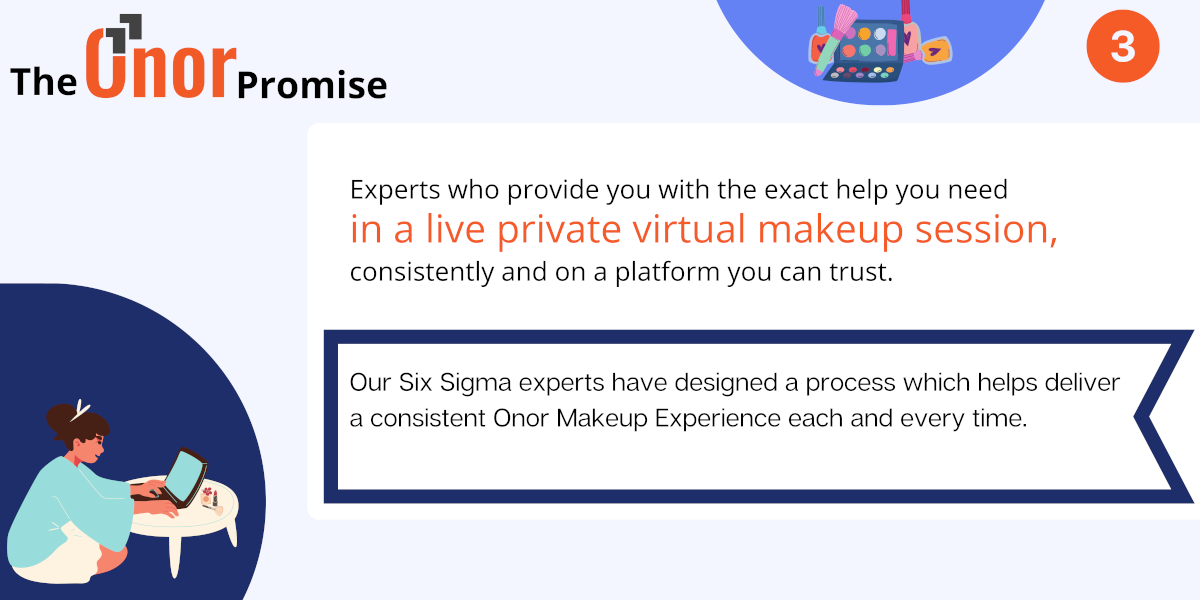 The Onor Promise
3
Experts who provide you with the exact help you need
in a live private virtual makeup session,
consistently and on a platform you can trust.
Our Six Sigma experts have designed a process which helps deliver
a consistent Onor Makeup Experience each and every time.